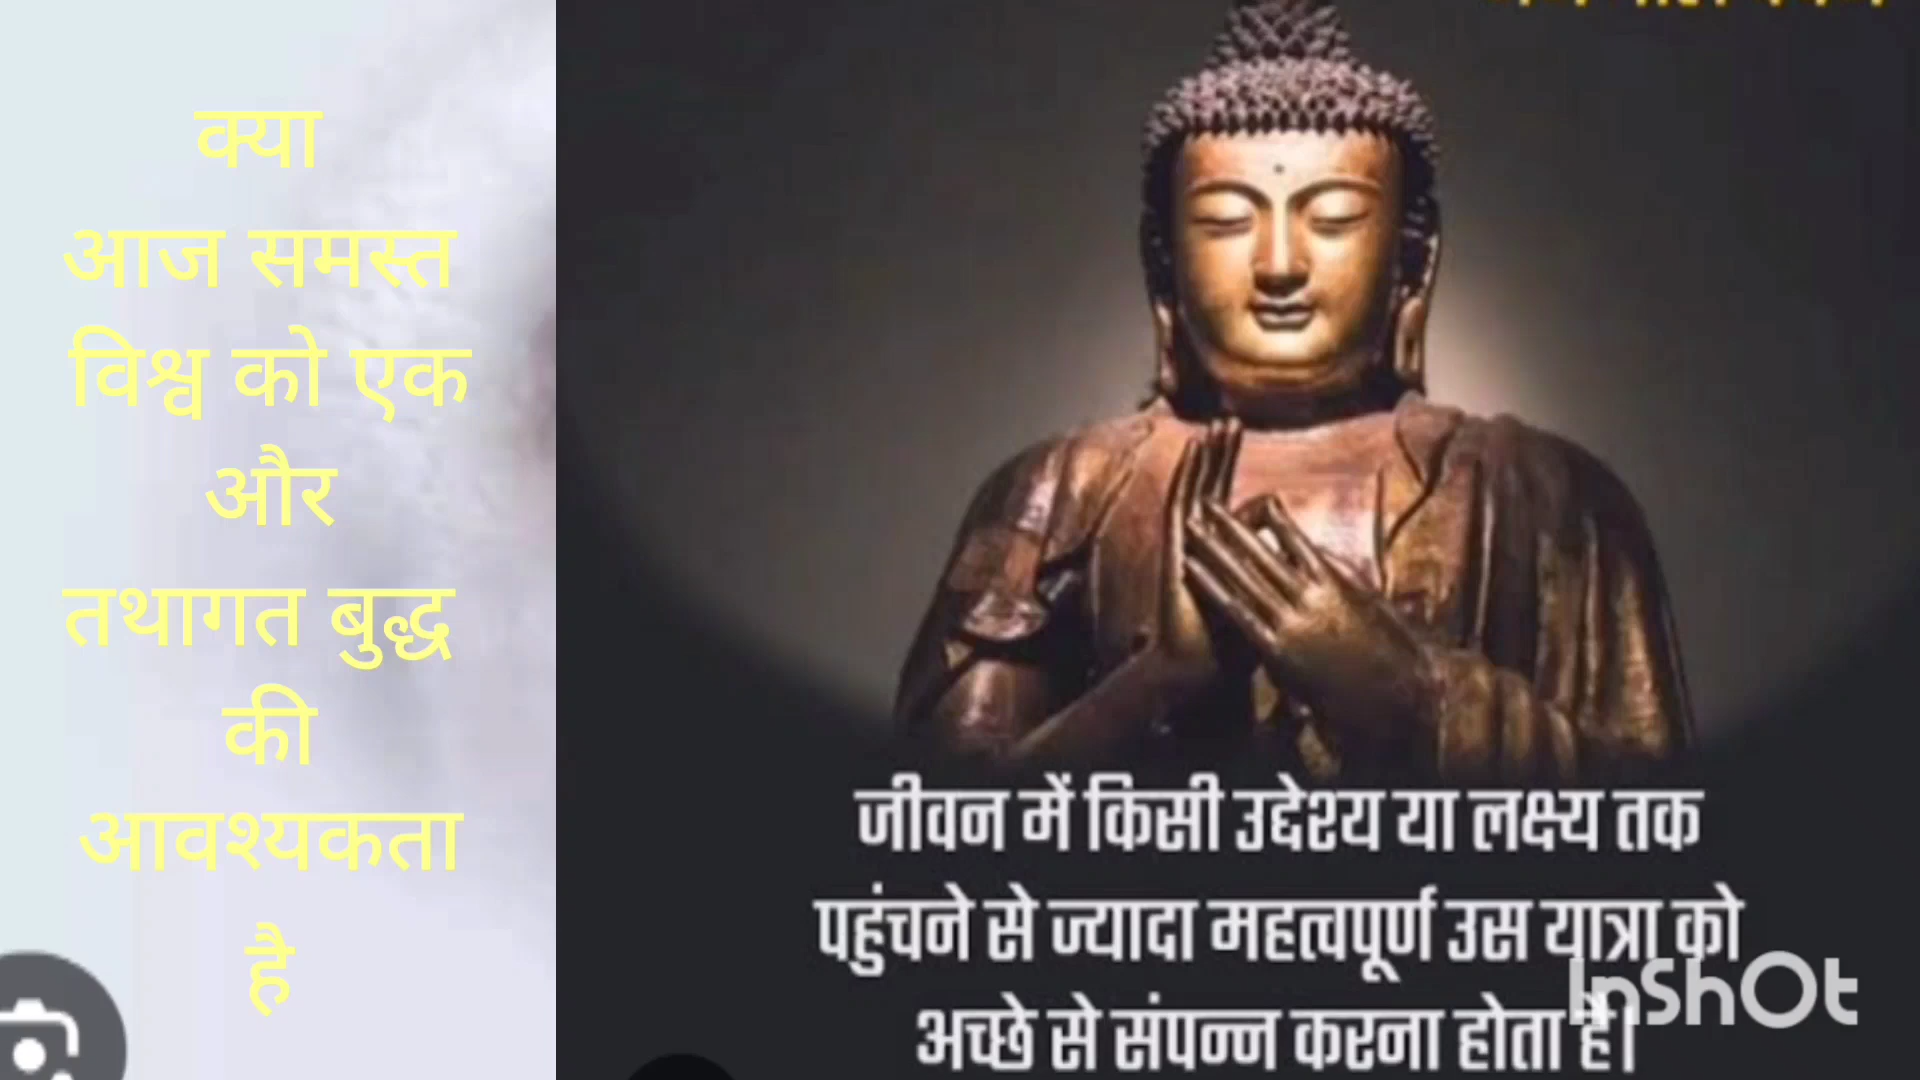 क्या
आज समस्त
विश्व को एक
और
तथागत बुद्ध
की
आवश्यकता
है
जीवन में किसी उद्देश्य या लक्ष्य तक
पहुंचने से ज्यादा महत्वपूर्ण उस यात्रा को
अच्छे से संपन्न करना होता है।
InShOt